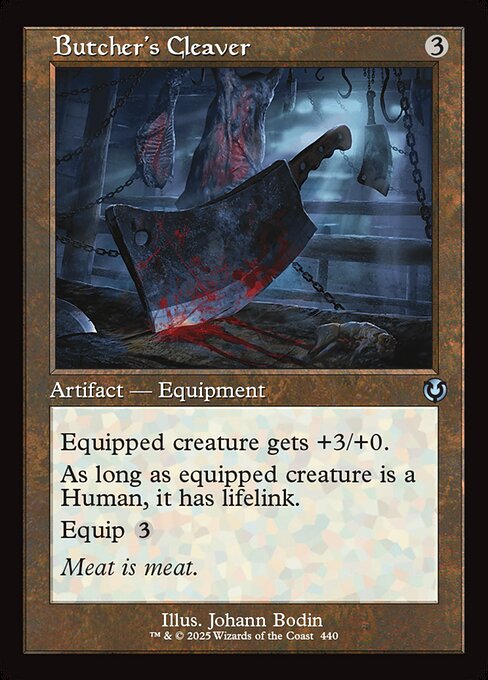 Butcher's Cleaver 3
Artifact — Equipment
Equipped creature gets +3/+0.
As long as equipped creature is a
Human, it has lifelink.
Equip 3
Meat is meat.
Illus. Johann Bodin
™ & © 2025 Wizards of the Coast 440